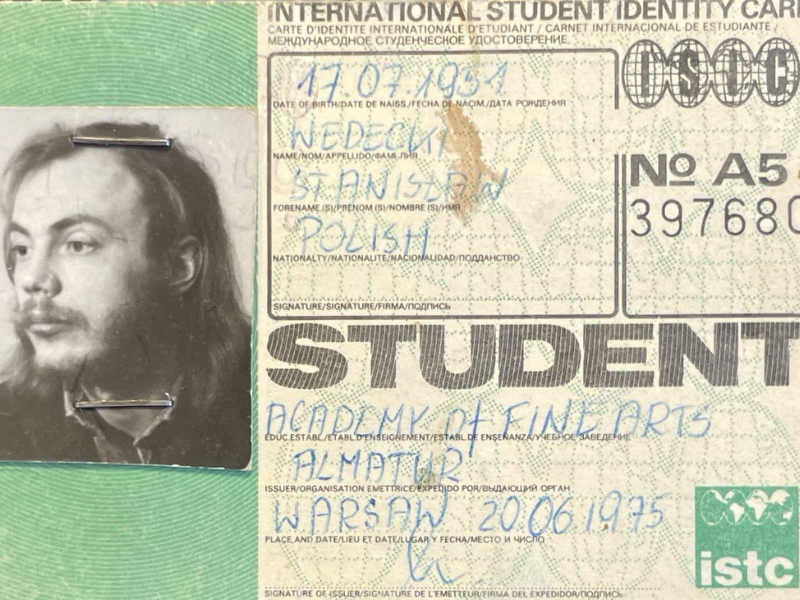 INTERNATIONAL STUDENT IDENTITY CAR
CARTE D'IDENTITE INTERNATIONALE D'ETUDIANT / CARNET INTERNACIONAL DE ESTUDIANTE /
МЕЖДУНАРОДНОЕ СТУДЕНЧЕСКОЕ УДОСТОВЕРЕНИЕ
ISIC
17.07.1951
DATE OF BIRTH/DATE DE NAISS./FECHA DE NACIM./ДАТА РОЖДЕНИЯ
WEDECKI
NAME/NOM/APPELLIDO/ФАМИЛИЯ
STANISŁAW
FORENAME (S)/PRENOM (S)/NOMBRE (S)/ИМЯ
POLISH
NATIONALTY/NATIONALITE/NACIONALIDAD/ПОДДАНСТВО
SIGNATURE/SIGNATURE/FIRMA/ПОДПИСЬ
No A5
397680
STUDENT
ACADEMY of FINE ARTS
EDUC.ESTABL./ETABL.D'ENSEIGNEMENT/ESTABL.DE ENSEÑANZA/УЧЕБНОЕ ЗАВЕДЕНИЕ
ALMATUR
ISSUER/ORGANISATION EMETTRICE/EXPEDIDO POR/ВЫДАЮЩИЙ ОРГАН
WARSAW 20.06.1975
PLACE AND DATE/LIEU ET DATE/LUGAR Y FECHA/МЕСТО И ЧИСЛО
istc
SIGNATURE OF ISSUER/SIGNATURE DE L'EMETTEUR/FIRMA DEL EXPEDIDOR/ПОДПИСЬ